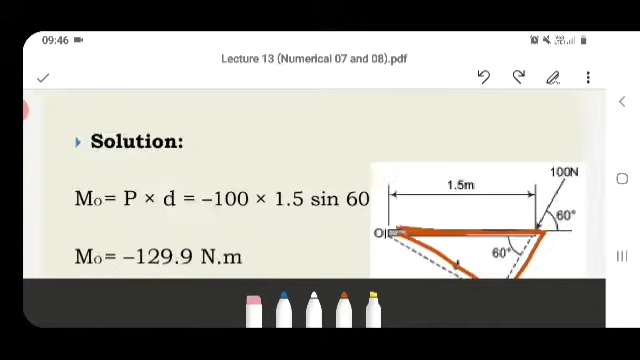 09:46
Lecture 13 (Numerical 07 and 08).pdf
Solution:
Mo= P × d = −100 × 1.5 sin 60
Mo= −129.9 N.m
100N
1.5m
60°
O
60°